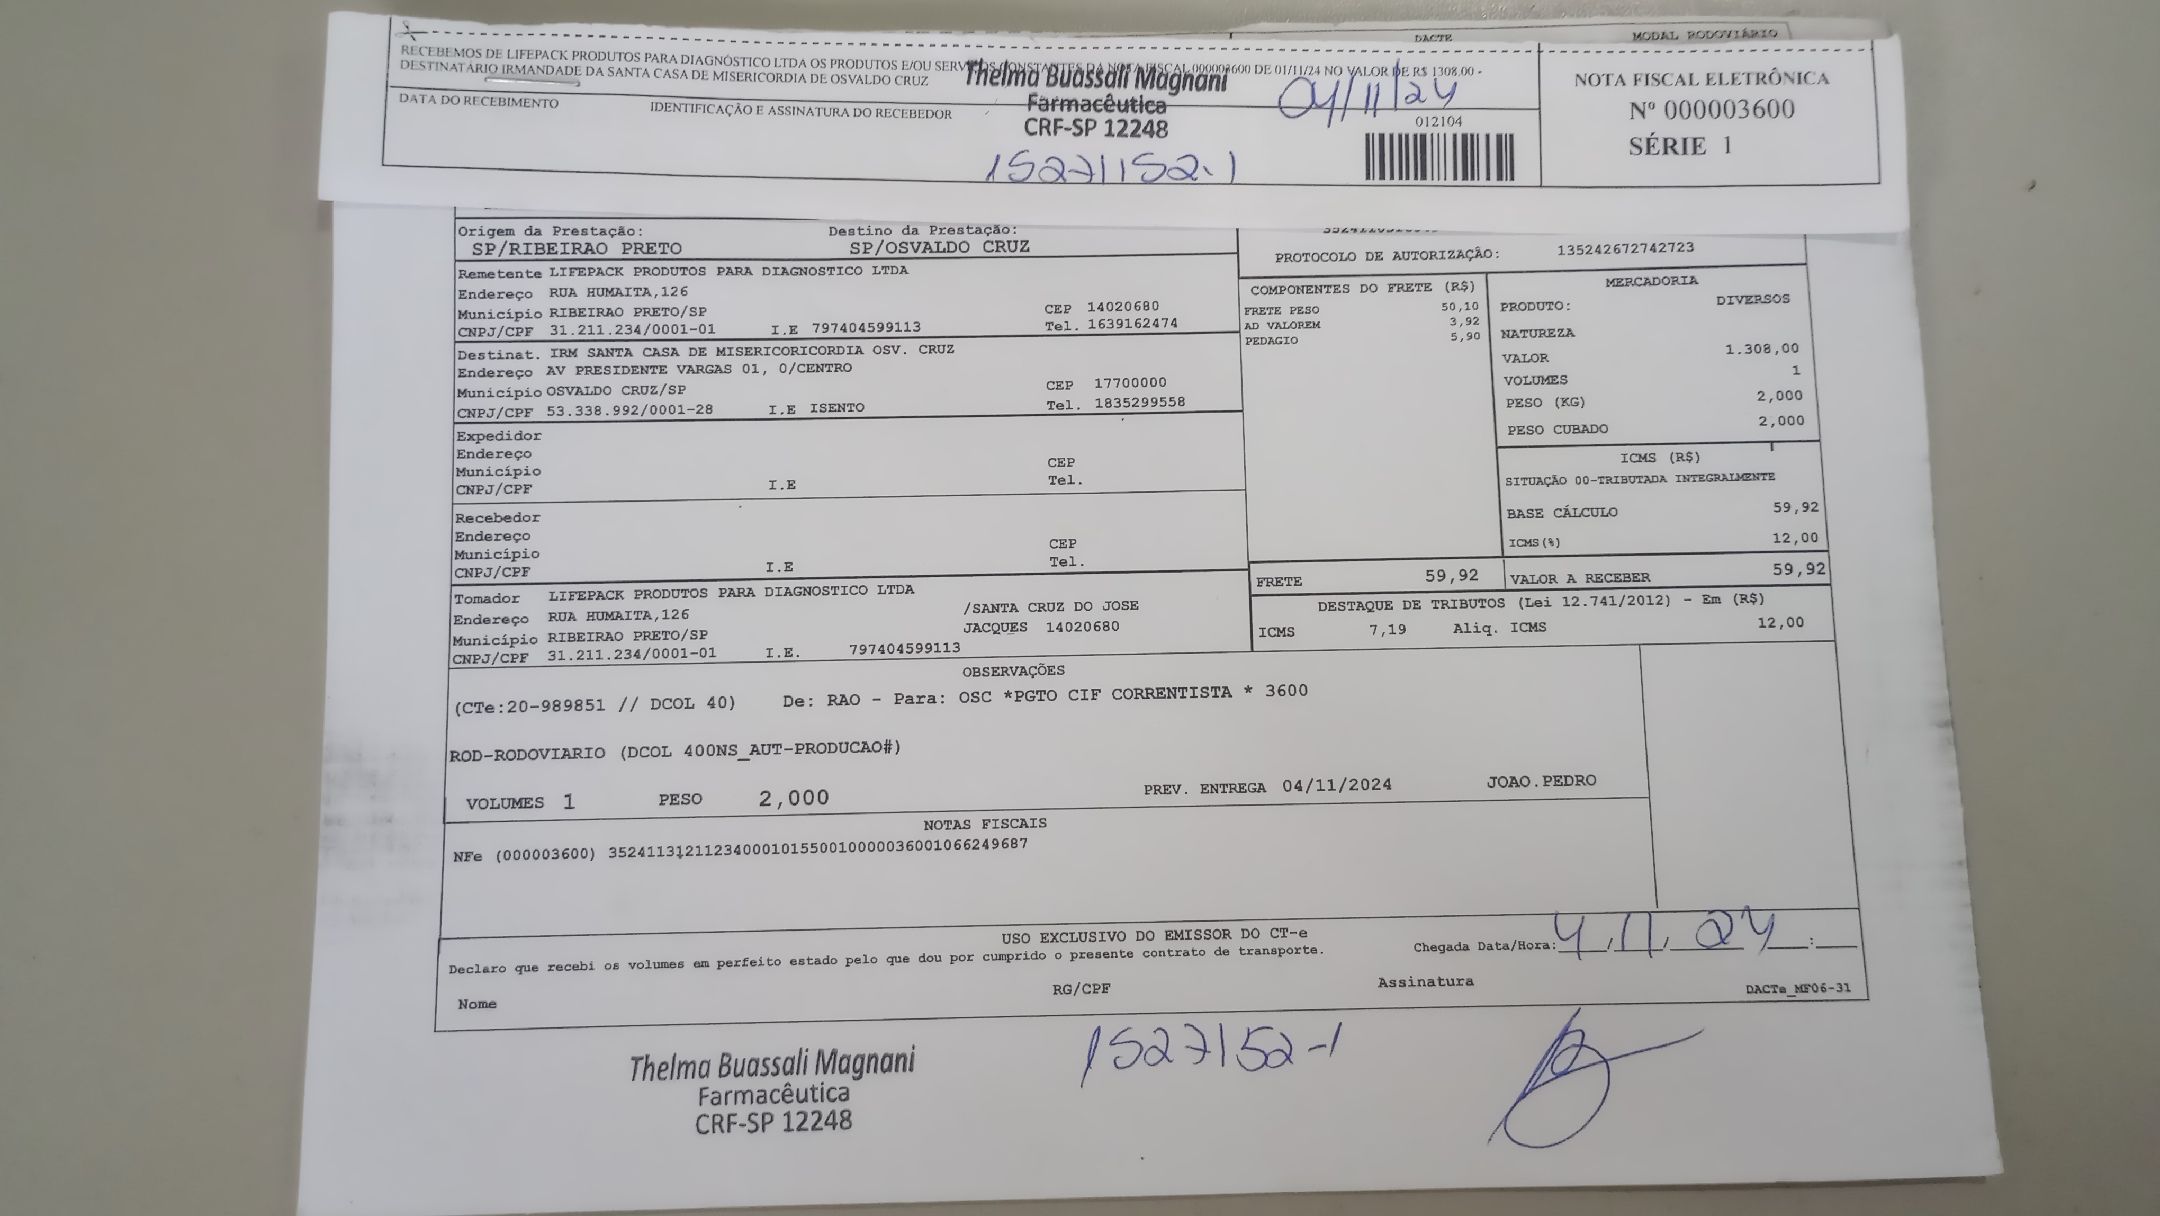 DACTE
MODAL RODOVIÁRIO
RECEBEMOS DE LIFEPACK PRODUTOS PARA DIAGNÓSTICO LTDA OS PRODUTOS E/OU SERVIÇOS CONSTANTES DA NOTA FISCAL 000003600 DE 01/11/24 NO VALOR DE R$ 1308.00 -
DESTINATÁRIO IRMANDADE DA SANTA CASA DE MISERICORDIA DE OSVALDO CRUZ
DATA DO RECEBIMENTO
IDENTIFICAÇÃO E ASSINATURA DO RECEBEDOR
Thelma Buassali Magnani
Farmacêutica
CRF-SP 12248
15271152-1
04/11/24
012104
NOTA FISCAL ELETRÔNICA
Nº 000003600
SÉRIE 1
Origem da Prestação:
SP/RIBEIRAO PRETO
Destino da Prestação:
SP/OSVALDO CRUZ
PROTOCOLO DE AUTORIZAÇÃO: 135242672742723
Remetente LIFEPACK PRODUTOS PARA DIAGNOSTICO LTDA
Endereço RUA HUMAITA,126
Município RIBEIRAO PRETO/SP CEP 14020680
CNPJ/CPF 31.211.234/0001-01 I.E 797404599113 Tel. 1639162474
Destinat. IRM SANTA CASA DE MISERICORICORDIA OSV. CRUZ
Endereço AV PRESIDENTE VARGAS 01, 0/CENTRO
Município OSVALDO CRUZ/SP CEP 17700000
CNPJ/CPF 53.338.992/0001-28 I.E ISENTO Tel. 1835299558
Expedidor
Endereço
Município CEP
CNPJ/CPF I.E Tel.
Recebedor
Endereço
Município CEP
CNPJ/CPF I.E Tel.
Tomador LIFEPACK PRODUTOS PARA DIAGNOSTICO LTDA
Endereço RUA HUMAITA,126 /SANTA CRUZ DO JOSE
Município RIBEIRAO PRETO/SP JACQUES 14020680
CNPJ/CPF 31.211.234/0001-01 I.E. 797404599113
COMPONENTES DO FRETE (R$)
FRETE PESO 50,10
AD VALOREM 3,92
PEDAGIO 5,90
MERCADORIA
PRODUTO: DIVERSOS
NATUREZA
VALOR 1.308,00
VOLUMES 1
PESO (KG) 2,000
PESO CUBADO 2,000
ICMS (R$)
SITUAÇÃO 00-TRIBUTADA INTEGRALMENTE
BASE CÁLCULO 59,92
ICMS(%) 12,00
FRETE 59,92
VALOR A RECEBER 59,92
DESTAQUE DE TRIBUTOS (Lei 12.741/2012) - Em (R$)
ICMS 7,19 Aliq. ICMS 12,00
OBSERVAÇÕES
(CTe:20-989851 // DCOL 40) De: RAO - Para: OSC *PGTO CIF CORRENTISTA * 3600
ROD-RODOVIARIO (DCOL 400NS_AUT-PRODUCAO#)
VOLUMES 1 PESO 2,000 PREV. ENTREGA 04/11/2024 JOAO.PEDRO
NOTAS FISCAIS
NFe (000003600) 35241131211234000101550010000036001066249687
USO EXCLUSIVO DO EMISSOR DO CT-e
Declaro que recebi os volumes em perfeito estado pelo que dou por cumprido o presente contrato de transporte.
Chegada Data/Hora: 4/11/24 :
Nome RG/CPF Assinatura DACTe_MF06-31
Thelma Buassali Magnani
Farmacêutica
CRF-SP 12248
1527152-1